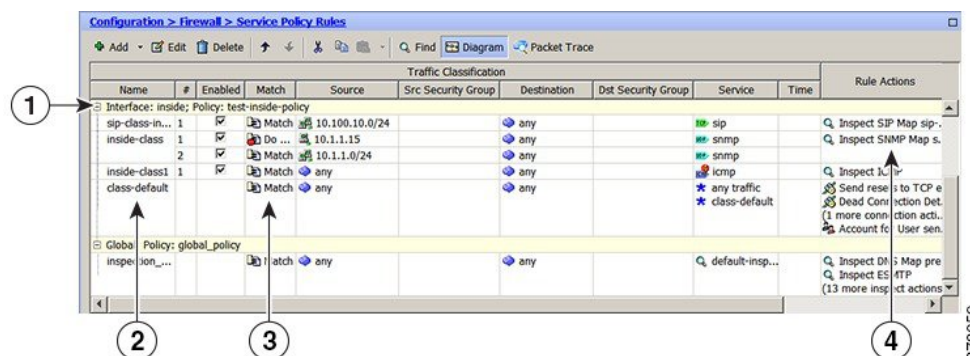 Configuration > Firewall > Service Policy Rules
Add Edit Delete Find Diagram Packet Trace
Traffic Classification
Name # Enabled Match Source Src Security Group Destination Dst Security Group Service Time Rule Actions
1
Interface: inside; Policy: test-inside-policy
sip-class-in... 1 Match 10.100.10.0/24 any sip Inspect SIP Map sip-..
inside-class 1 Do ... 10.1.1.15 any snmp Inspect SNMP Map s..
2 Match 10.1.1.0/24 any snmp
inside-class1 1 Match any any icmp Inspect
class-default Match any any any traffic Send resets to TCP e
class-default Dead Connection Det..
(1 more connection acti..
Account for User sen..
Global Policy: global_policy
Match any any default-insp... Inspect DNS Map pre
Inspect ESMTP
(13 more inspect actions
2 3 4